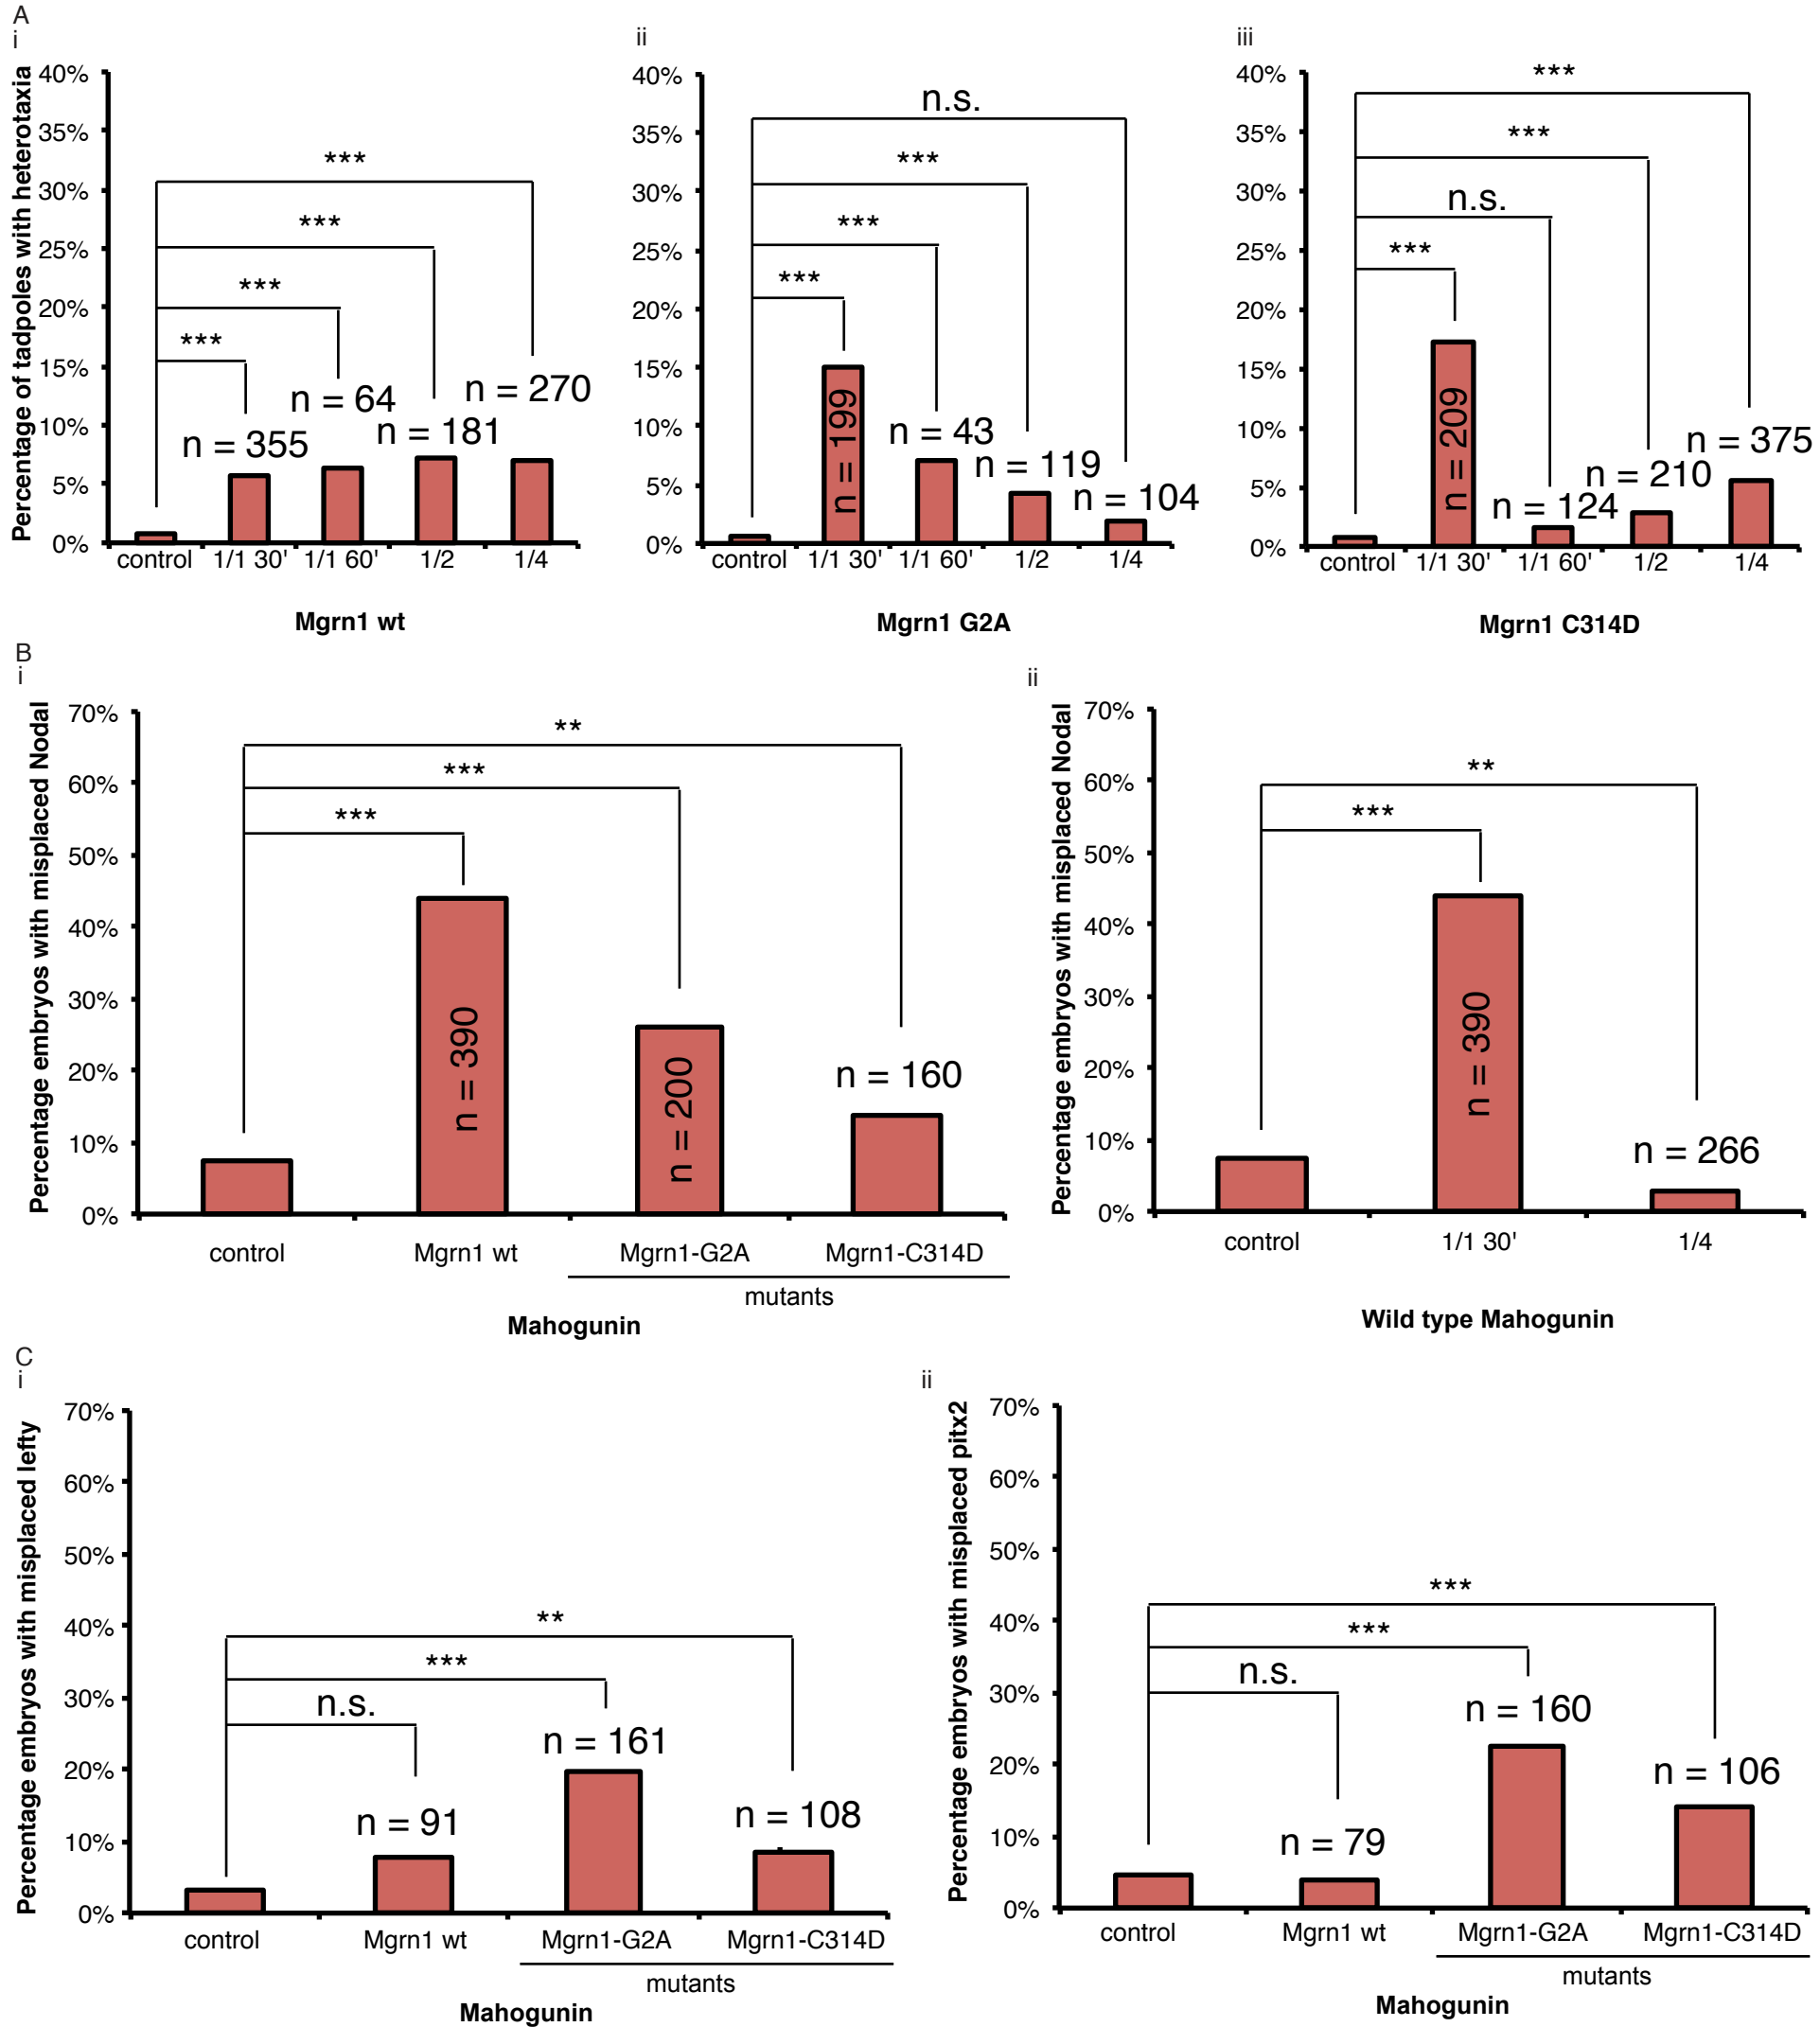 A
i
ii
iii
Percentage of tadpoles with heterotaxia
40%
35%
30%
25%
20%
15%
10%
5%
0%
***
***
***
***
n = 355
n = 64
n = 181
n = 270
control 1/1 30' 1/1 60' 1/2 1/4
Mgrn1 wt
40%
35%
30%
25%
20%
15%
10%
5%
0%
n.s.
***
***
***
n = 199
n = 43
n = 119
n = 104
control 1/1 30' 1/1 60' 1/2 1/4
Mgrn1 G2A
40%
35%
30%
25%
20%
15%
10%
5%
0%
***
***
n.s.
***
n = 209
n = 124
n = 210
n = 375
control 1/1 30' 1/1 60' 1/2 1/4
Mgrn1 C314D
B
i
Percentage embryos with misplaced Nodal
70%
60%
50%
40%
30%
20%
10%
0%
**
***
***
n = 390
n = 200
n = 160
control Mgrn1 wt Mgrn1-G2A Mgrn1-C314D
mutants
Mahogunin
ii
Percentage embryos with misplaced Nodal
70%
60%
50%
40%
30%
20%
10%
0%
**
***
n = 390
n = 266
control 1/1 30' 1/4
Wild type Mahogunin
C
i
Percentage embryos with misplaced lefty
70%
60%
50%
40%
30%
20%
10%
0%
**
***
n.s.
n = 91
n = 161
n = 108
control Mgrn1 wt Mgrn1-G2A Mgrn1-C314D
mutants
Mahogunin
ii
Percentage embryos with misplaced pitx2
70%
60%
50%
40%
30%
20%
10%
0%
***
***
n.s.
n = 79
n = 160
n = 106
control Mgrn1 wt Mgrn1-G2A Mgrn1-C314D
mutants
Mahogunin